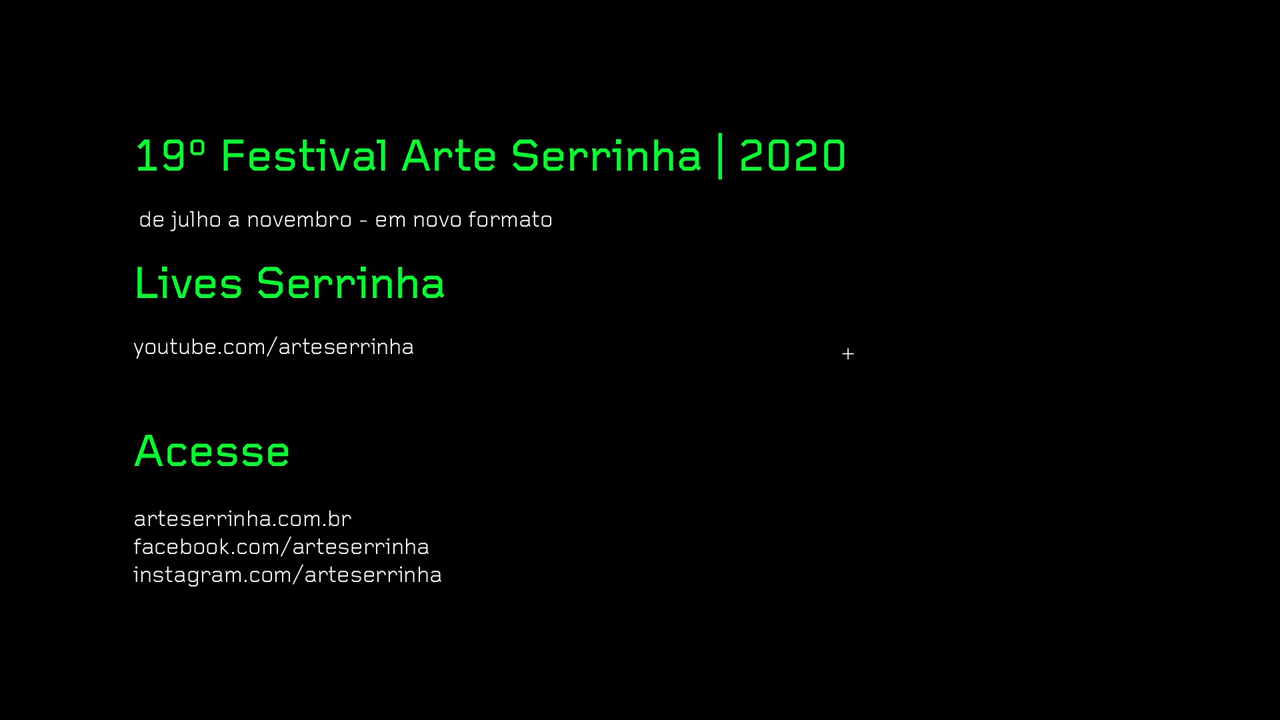 19º Festival Arte Serrinha | 2020
de julho a novembro - em novo formato
Lives Serrinha
youtube.com/arteserrinha
+
Acesse
arteserrinha.com.br
facebook.com/arteserrinha
instagram.com/arteserrinha